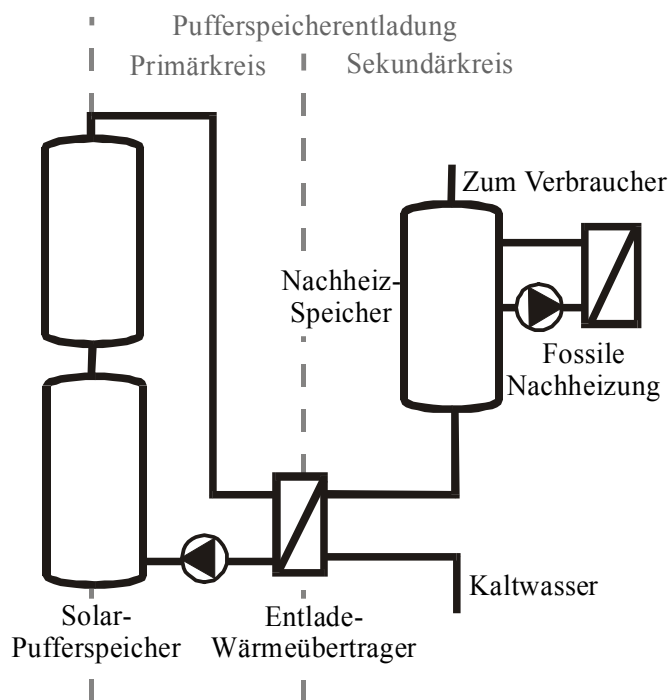 Pufferspeicherentladung
Primärkreis
Sekundärkreis
Zum Verbraucher
Nachheiz-
Speicher
Fossile
Nachheizung
Kaltwasser
Solar-
Pufferspeicher
Entlade-
Wärmeübertrager